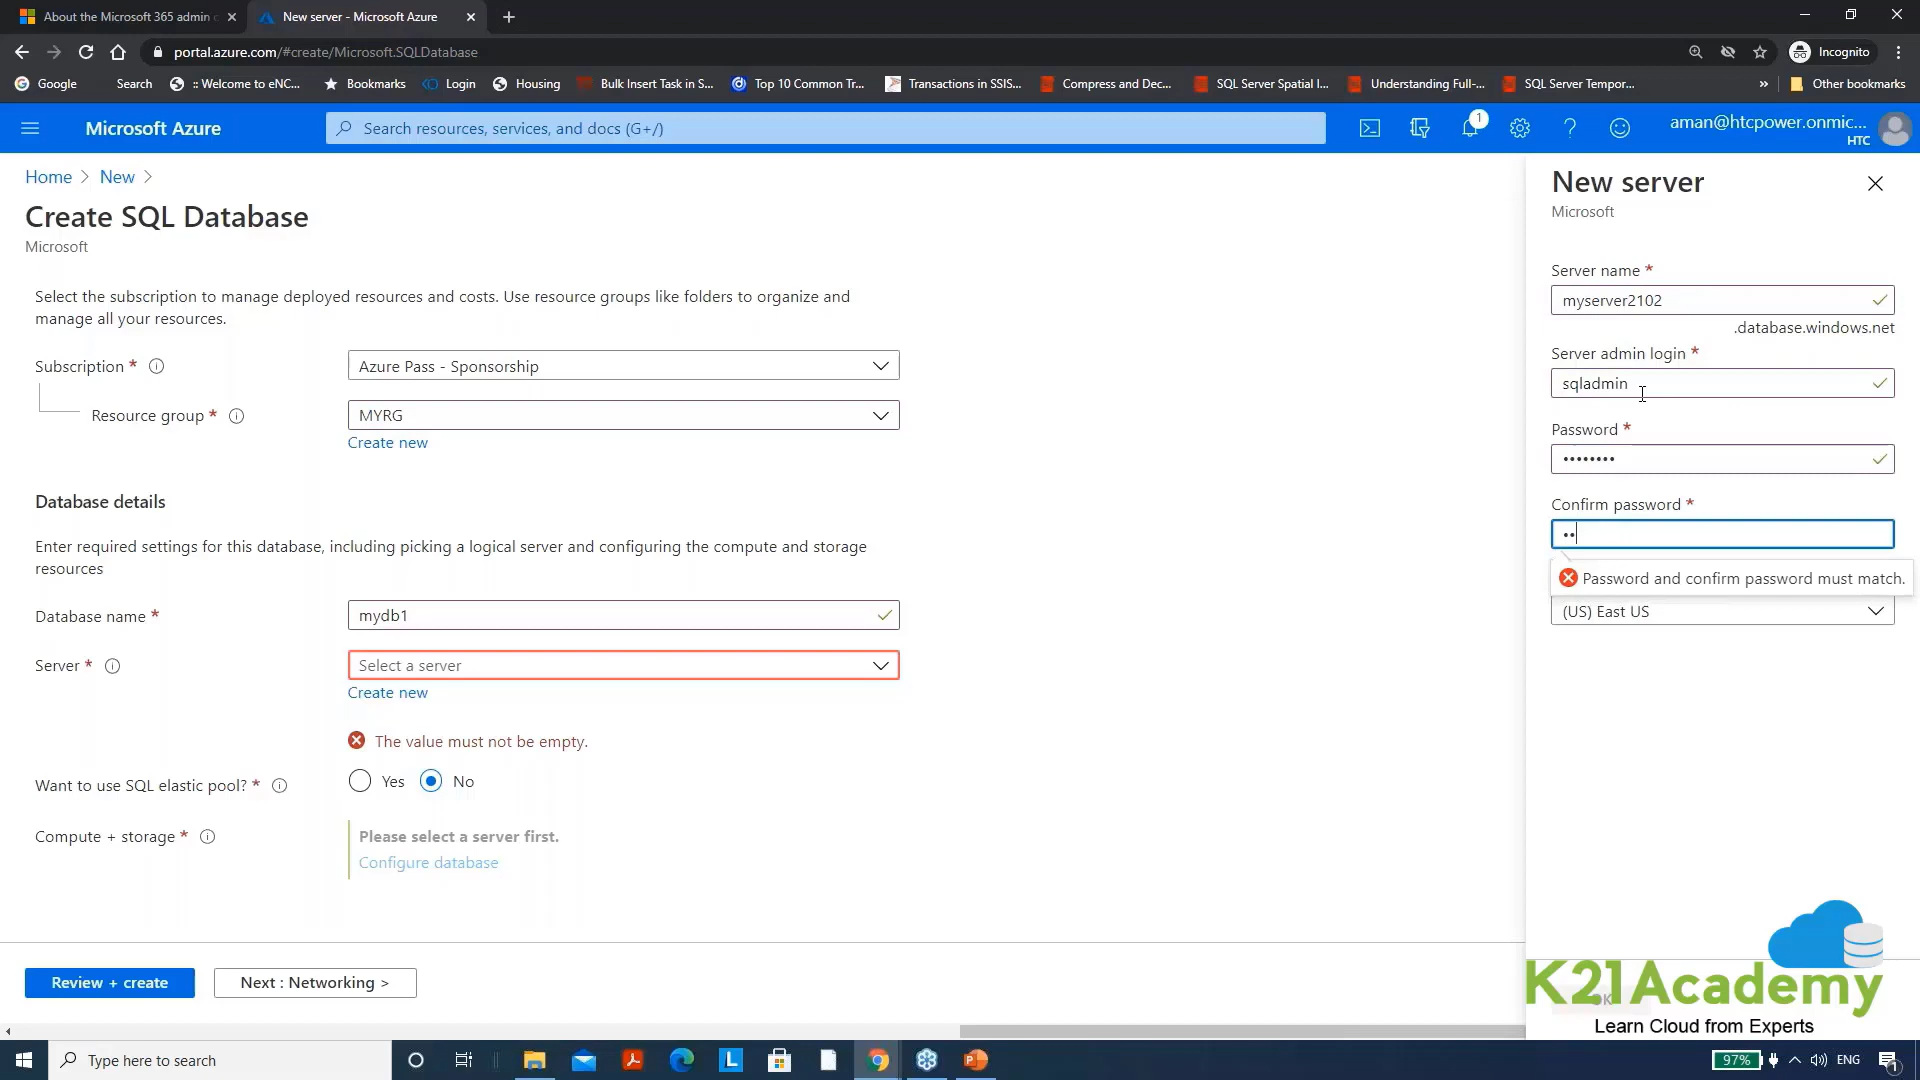 About the Microsoft 365 admin c
New server - Microsoft Azure
portal.azure.com/#create/Microsoft.SQLDatabase
Incognito
Google
Search
:: Welcome to eNC...
Bookmarks
Login
Housing
Bulk Insert Task in S...
Top 10 Common Tr...
Transactions in SSIS...
Compress and Dec...
SQL Server Spatial I...
Understanding Full-...
SQL Server Tempor...
»
Other bookmarks
Microsoft Azure
Search resources, services, and docs (G+/)
1
aman@htcpower.onmic...
HTC
Home > New >
Create SQL Database
Microsoft
Select the subscription to manage deployed resources and costs. Use resource groups like folders to organize and
manage all your resources.
Subscription *
Azure Pass - Sponsorship
Resource group *
MYRG
Create new
Database details
Enter required settings for this database, including picking a logical server and configuring the compute and storage
resources
Database name *
mydb1
Server *
Select a server
Create new
The value must not be empty.
Want to use SQL elastic pool? *
Yes No
Compute + storage *
Please select a server first.
Configure database
Review + create
Next : Networking >
New server
Microsoft
Server name *
myserver2102
.database.windows.net
Server admin login *
sqladmin
Password *
••••••••
Confirm password *
••
Password and confirm password must match.
(US) East US
K21Academy
Learn Cloud from Experts
Type here to search
97%
ENG
1